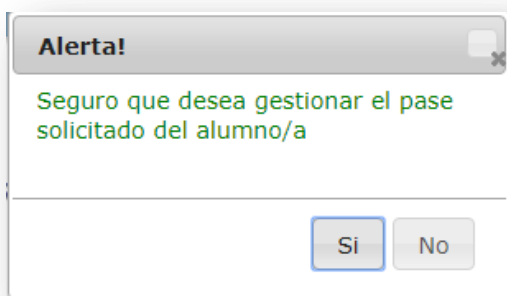 Alerta!
Seguro que desea gestionar el pase
solicitado del alumno/a
Si No